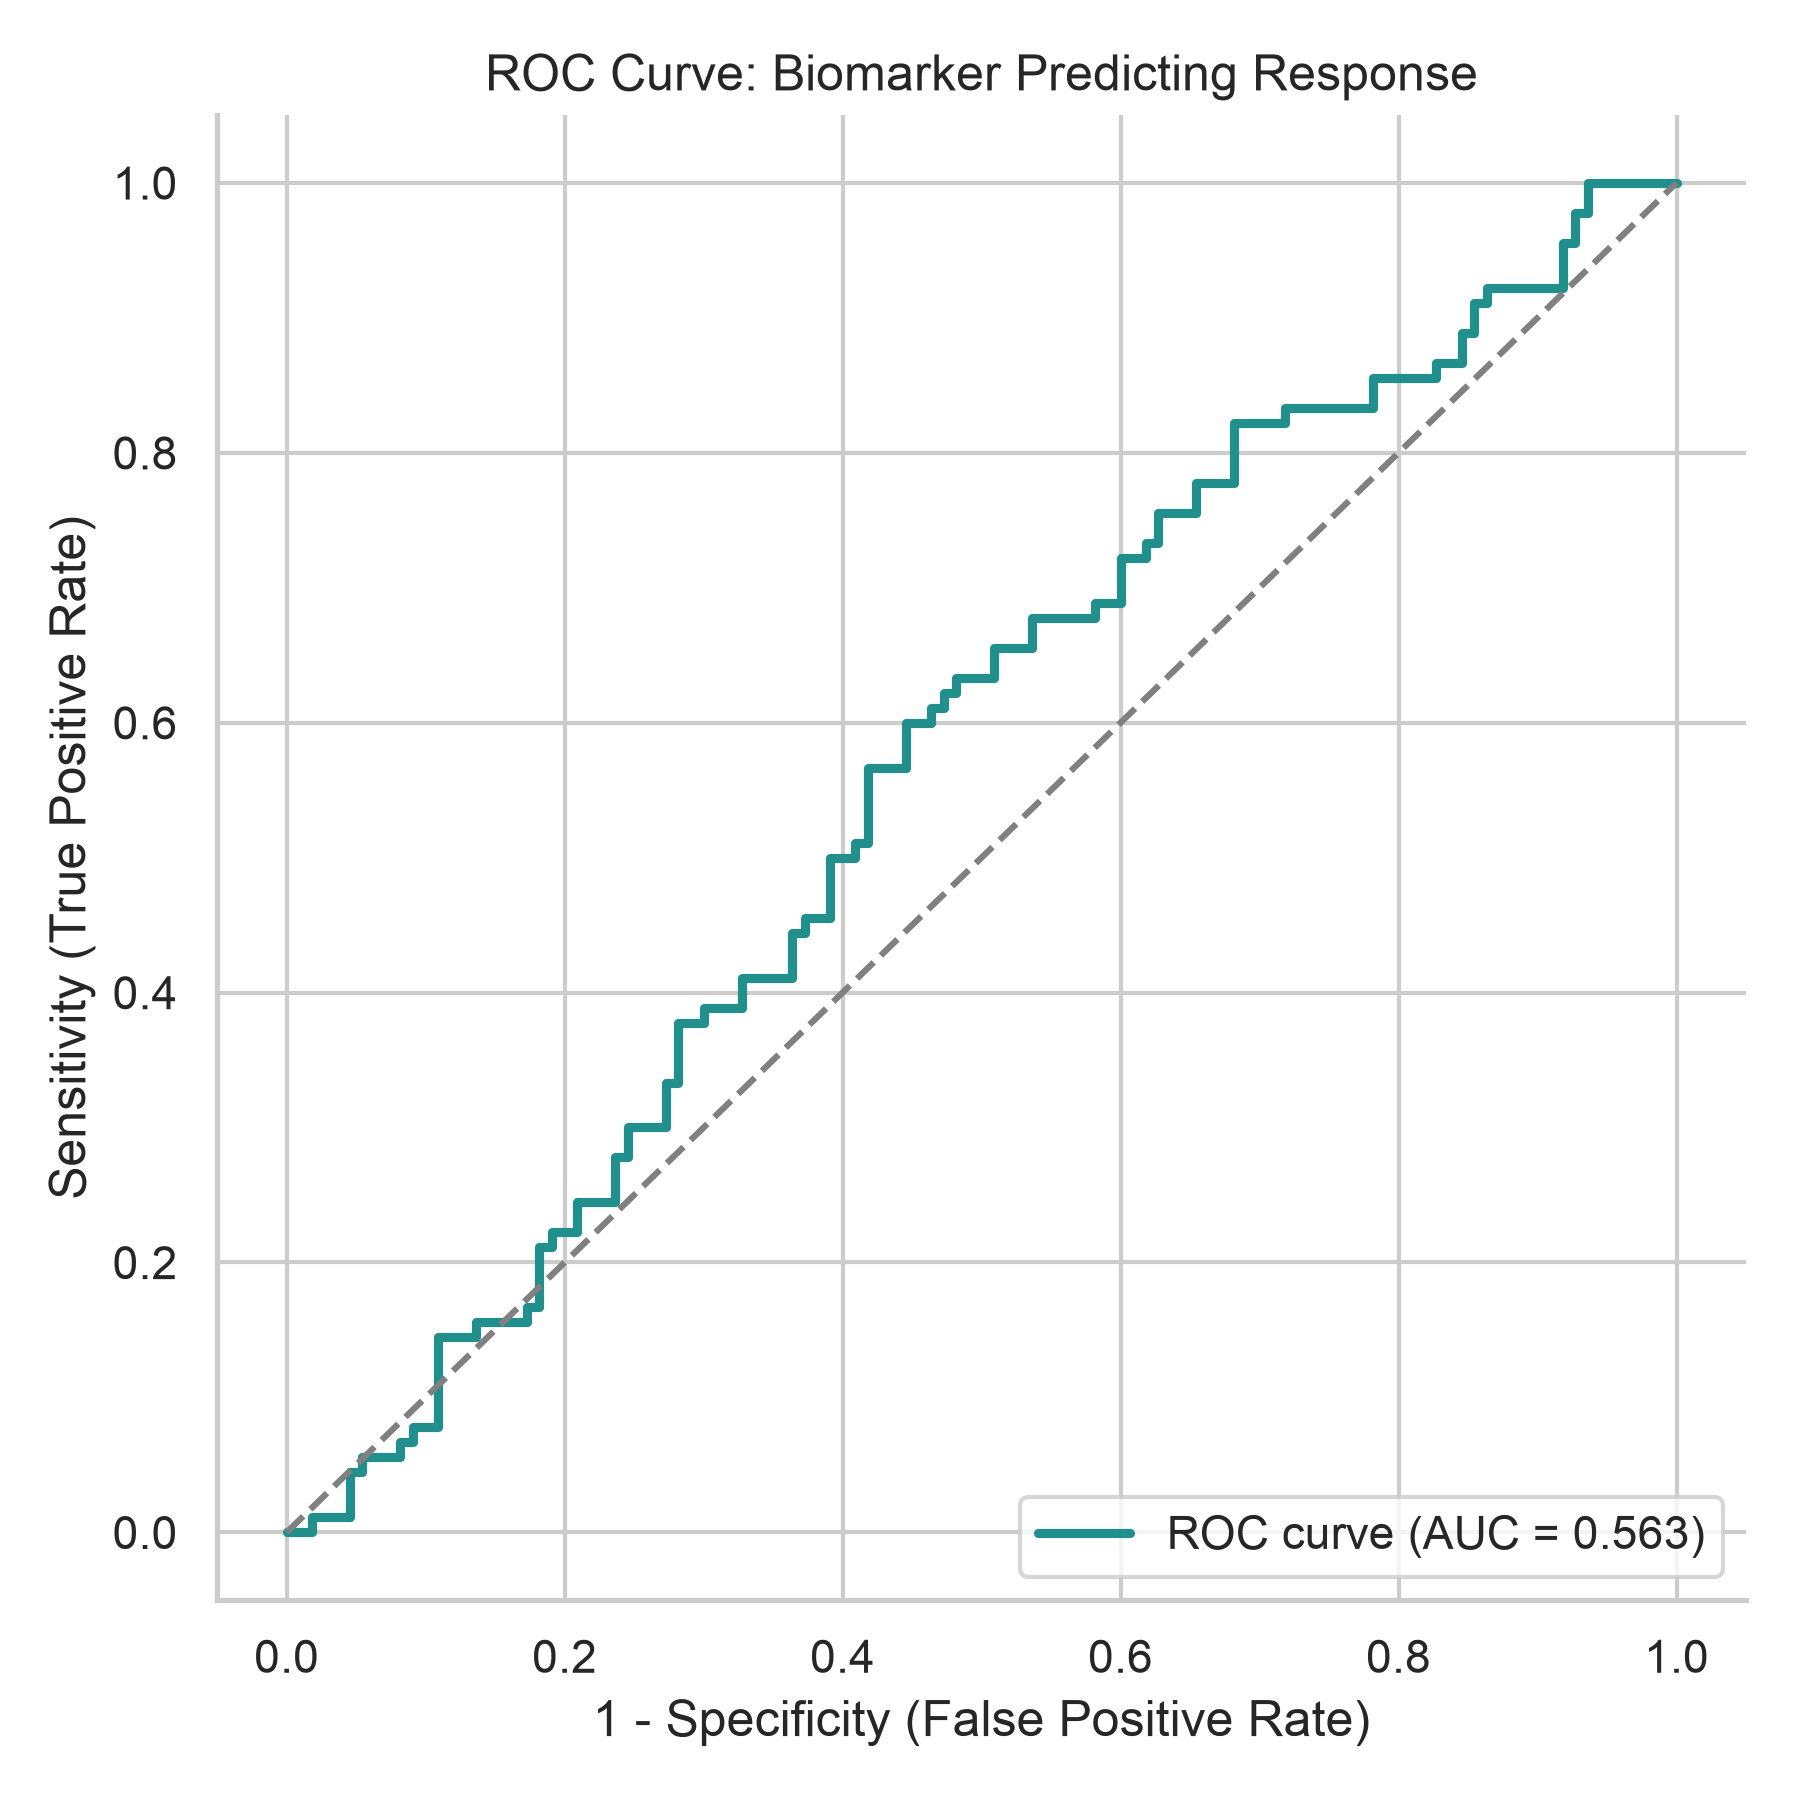 ROC Curve: Biomarker Predicting Response
Sensitivity (True Positive Rate)
1.0
0.8
0.6
0.4
0.2
0.0
ROC curve (AUC = 0.563)
0.0 0.2 0.4 0.6 0.8 1.0
1 - Specificity (False Positive Rate)